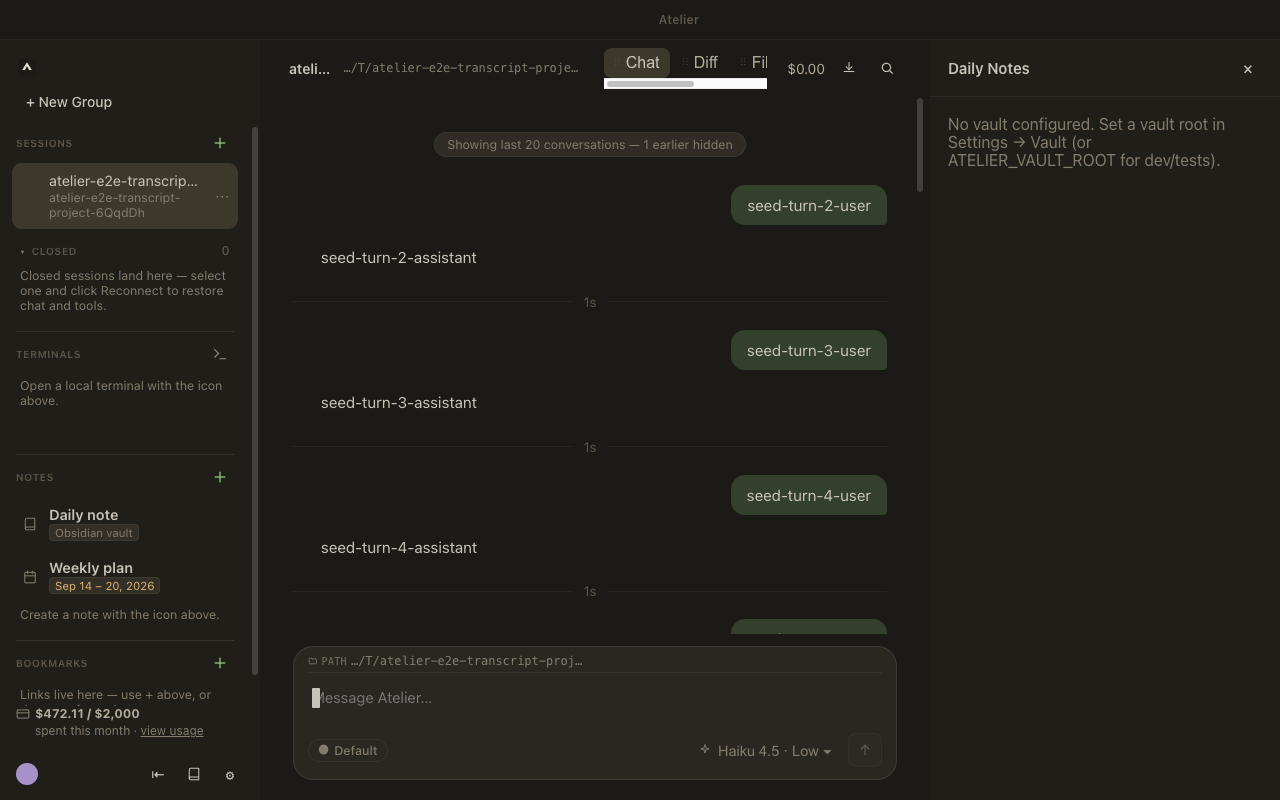 Atelier
+ New Group
SESSIONS
atelier-e2e-transcrip...
atelier-e2e-transcript-
project-6QqdDh
CLOSED 0
Closed sessions land here — select
one and click Reconnect to restore
chat and tools.
TERMINALS
Open a local terminal with the icon
above.
NOTES
Daily note
Obsidian vault
Weekly plan
Sep 14 – 20, 2026
Create a note with the icon above.
BOOKMARKS
Links live here — use + above, or
$472.11 / $2,000
spent this month · view usage
ateli... …/T/atelier-e2e-transcript-proje…
Chat Diff Fil
$0.00
Showing last 20 conversations — 1 earlier hidden
seed-turn-2-user
seed-turn-2-assistant
1s
seed-turn-3-user
seed-turn-3-assistant
1s
seed-turn-4-user
seed-turn-4-assistant
1s
PATH …/T/atelier-e2e-transcript-proj…
Message Atelier...
Default
Haiku 4.5 · Low
Daily Notes
No vault configured. Set a vault root in
Settings → Vault (or
ATELIER_VAULT_ROOT for dev/tests).